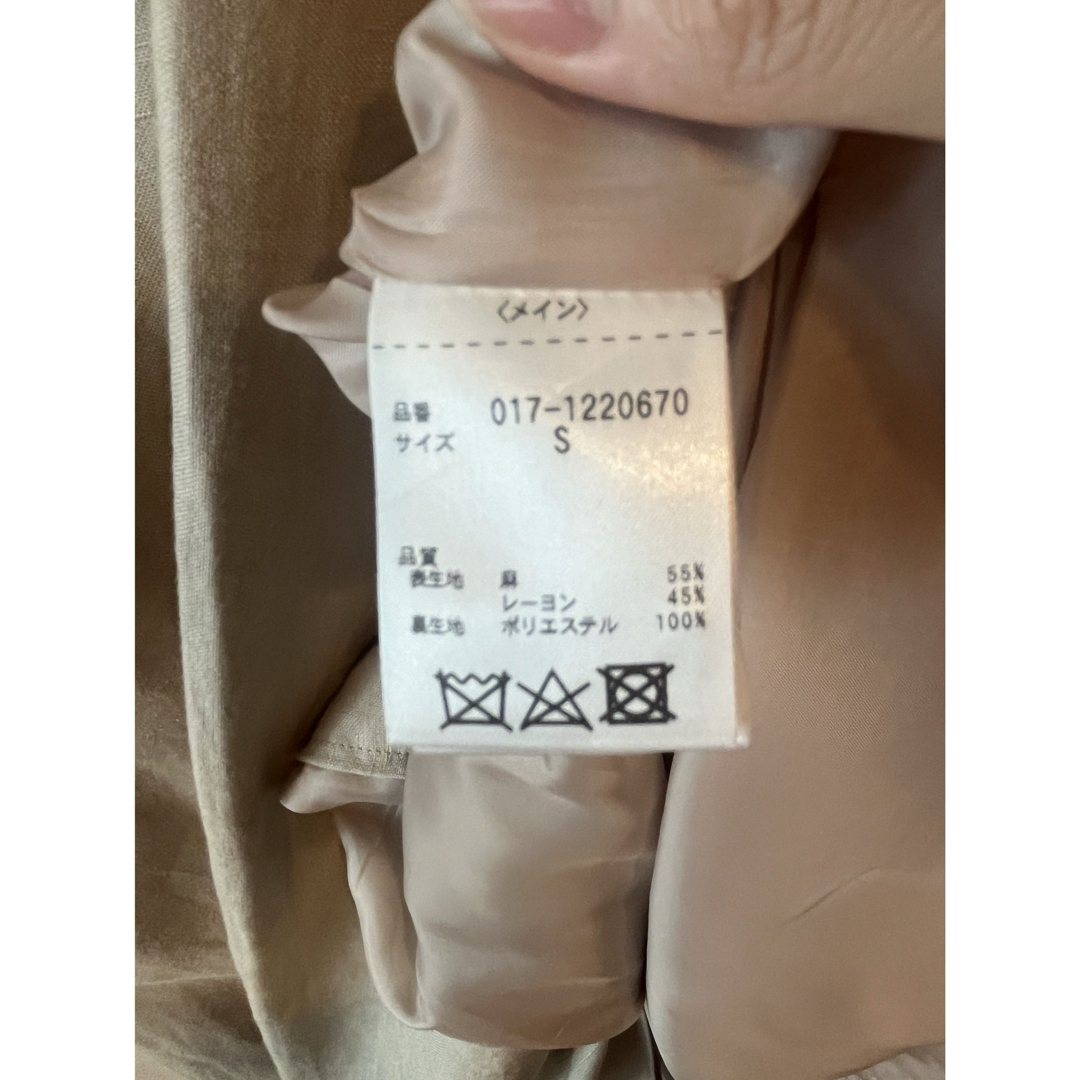 〈メイン〉
品番 017-1220670
サイズ S
品質
表生地 麻 55%
レーヨン 45%
裏生地 ポリエステル 100%